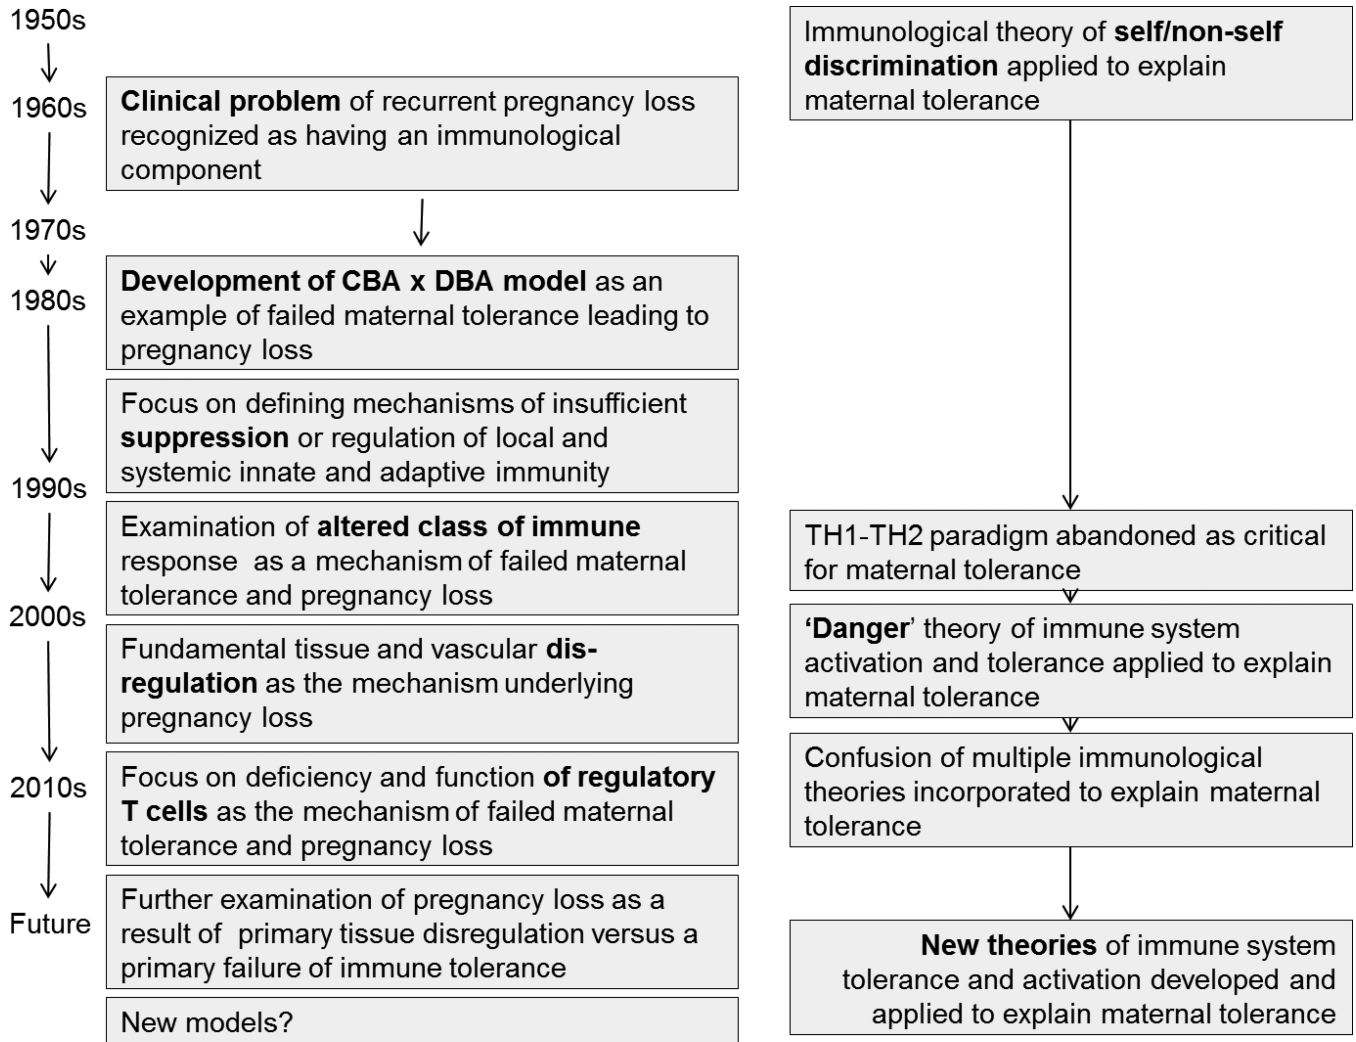 1950s
1960s
1970s
1980s
1990s
2000s
2010s
Future
Clinical problem of recurrent pregnancy loss
recognized as having an immunological
component
Development of CBA x DBA model as an
example of failed maternal tolerance leading to
pregnancy loss
Focus on defining mechanisms of insufficient
suppression or regulation of local and
systemic innate and adaptive immunity
Examination of altered class of immune
response as a mechanism of failed maternal
tolerance and pregnancy loss
Fundamental tissue and vascular dis-
regulation as the mechanism underlying
pregnancy loss
Focus on deficiency and function of regulatory
T cells as the mechanism of failed maternal
tolerance and pregnancy loss
Further examination of pregnancy loss as a
result of primary tissue disregulation versus a
primary failure of immune tolerance
New models?
Immunological theory of self/non-self
discrimination applied to explain
maternal tolerance
TH1-TH2 paradigm abandoned as critical
for maternal tolerance
‘Danger’ theory of immune system
activation and tolerance applied to explain
maternal tolerance
Confusion of multiple immunological
theories incorporated to explain maternal
tolerance
New theories of immune system
tolerance and activation developed and
applied to explain maternal tolerance